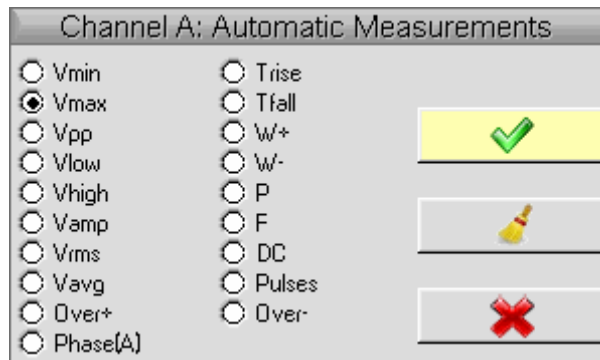 Channel A: Automatic Measurements
Vmin
Vmax
Vpp
Vlow
Vhigh
Vamp
Vrms
Vavg
Over+
Phase(A)
Trise
Tfall
W+
W-
P
F
DC
Pulses
Over-